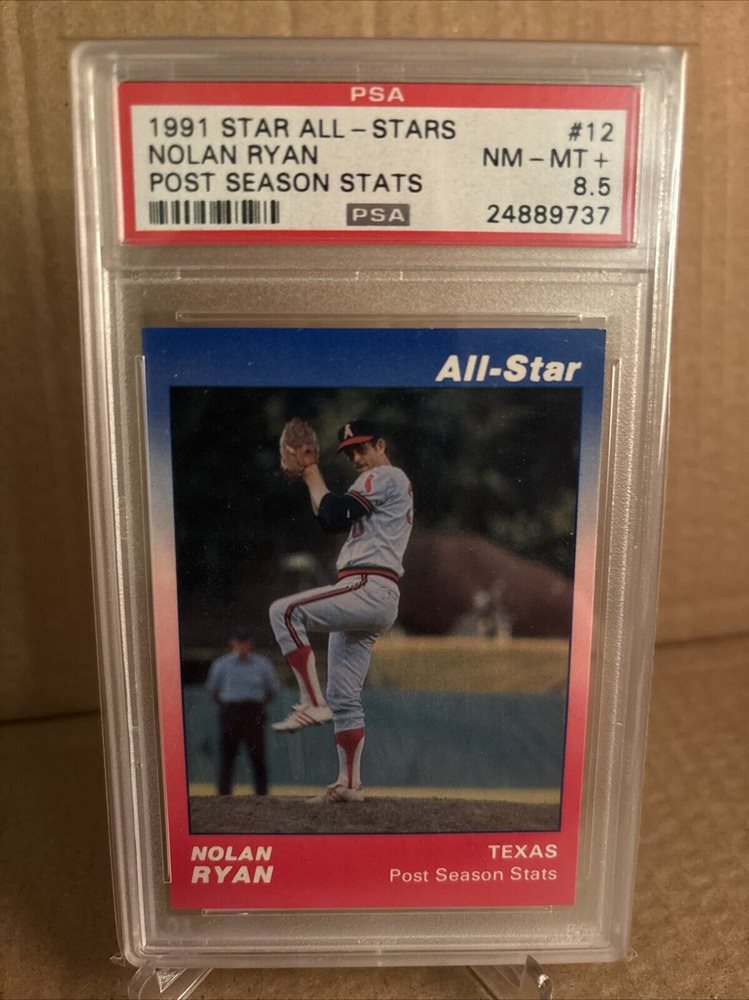 PSA
1991 STAR ALL-STARS #12
NOLAN RYAN NM-MT+
POST SEASON STATS 8.5
PSA 24889737
All-Star
A
NOLAN TEXAS
RYAN Post Season Stats